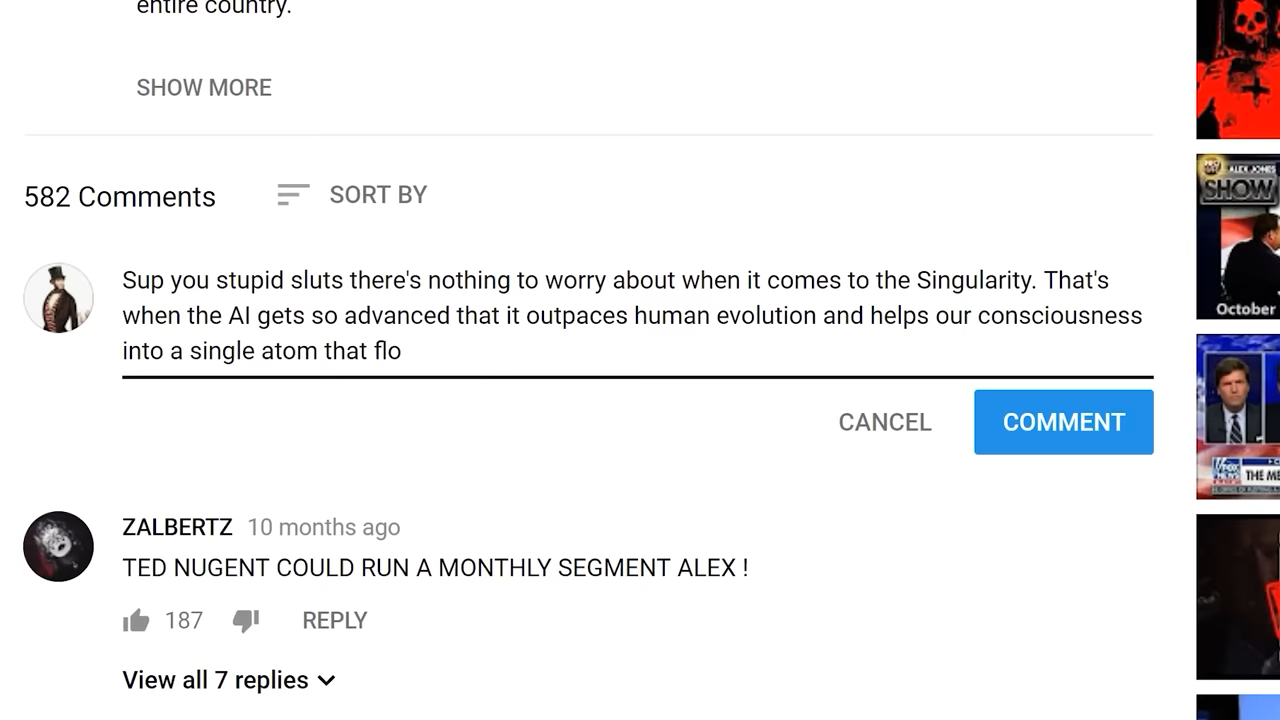 entire country.
SHOW MORE
582 Comments
SORT BY
Sup you stupid sluts there's nothing to worry about when it comes to the Singularity. That's
when the AI gets so advanced that it outpaces human evolution and helps our consciousness
into a single atom that flo
CANCEL
COMMENT
ZALBERTZ 10 months ago
TED NUGENT COULD RUN A MONTHLY SEGMENT ALEX !
187
REPLY
View all 7 replies
ALEX JONES
SHOW
October
FOX
NEWS
THE ME